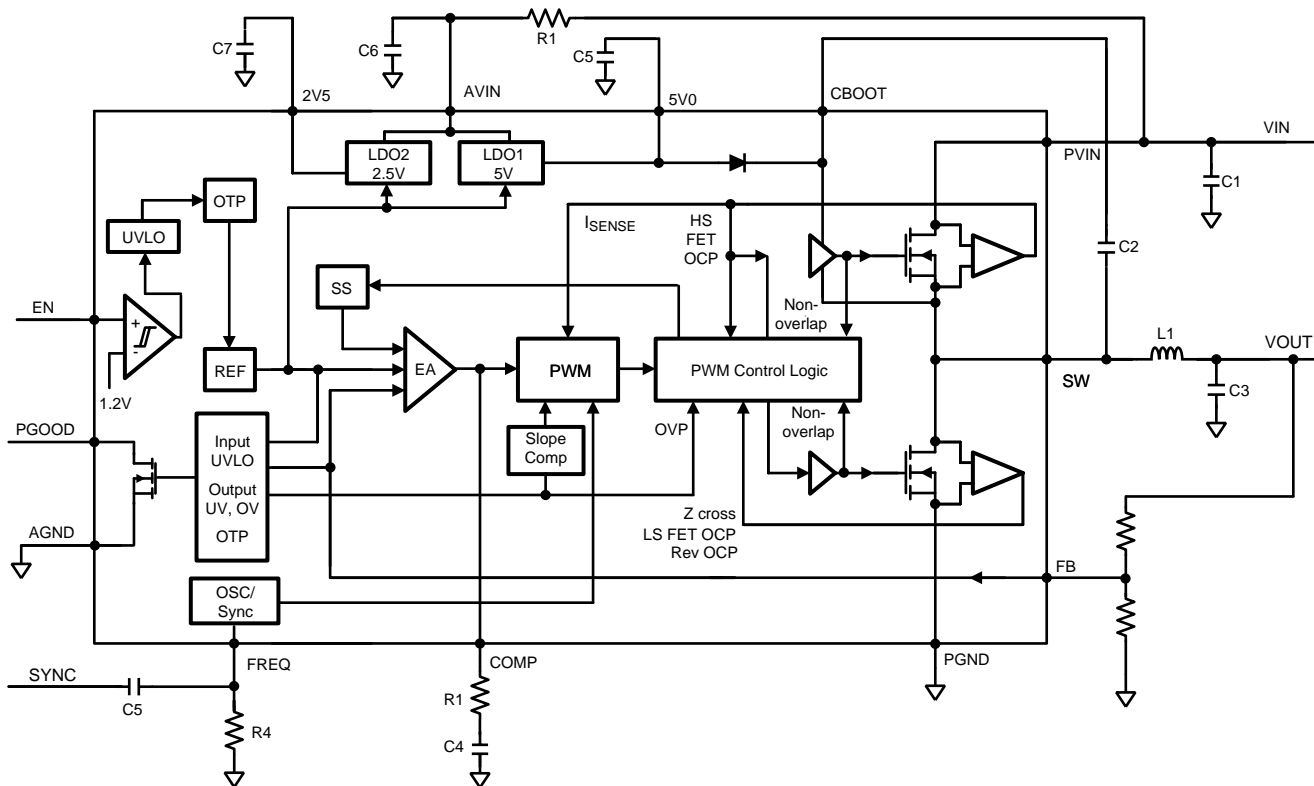 C7
C6
R1
C5
2V5
AVIN
5V0
CBOOT
VIN
PVIN
LDO2
2.5V
LDO1
5V
C1
OTP
UVLO
ISENSE
HS
FET
OCP
C2
SS
EN
+
-
1.2V
Non-
overlap
L1
VOUT
REF
EA
PWM
PWM Control Logic
SW
C3
PGOOD
Input
UVLO
Output
UV, OV
OTP
Slope
Comp
OVP
Non-
overlap
AGND
Z cross
LS FET OCP
Rev OCP
FB
OSC/
Sync
FREQ
COMP
PGND
SYNC
C5
R4
R1
C4